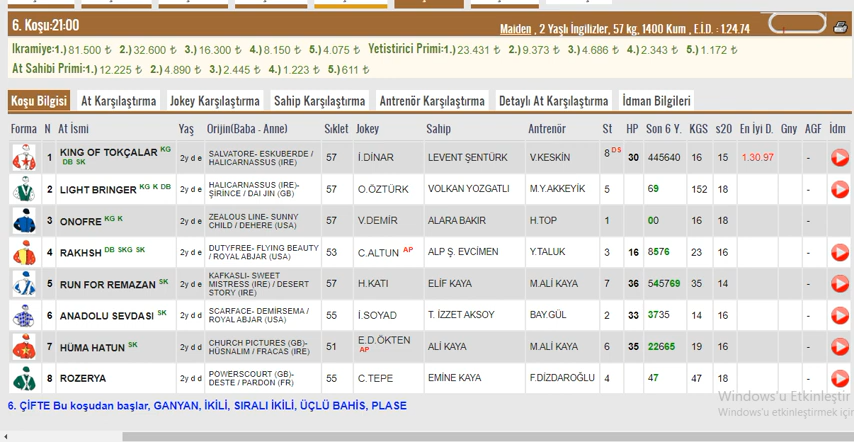 6. Koşu:21:00
Maiden , 2 Yaşlı İngilizler, 57 kg, 1400 Kum , E.İ.D. : 1.24.74
Ikramiye:1.) 81.500 ₺ 2.) 32.600 ₺ 3.) 16.300 ₺ 4.) 8.150 ₺ 5.) 4.075 ₺ Yetistirici Primi:1.) 23.431 ₺ 2.) 9.373 ₺ 3.) 4.686 ₺ 4.) 2.343 ₺ 5.) 1.172 ₺
At Sahibi Primi:1.) 12.225 ₺ 2.) 4.890 ₺ 3.) 2.445 ₺ 4.) 1.223 ₺ 5.) 611 ₺
Koşu Bilgisi At Karşılaştırma Jokey Karşılaştırma Sahip Karşılaştırma Antrenör Karşılaştırma Detaylı At Karşılaştırma İdman Bilgileri
Forma N At İsmi Yaş Orijin(Baba - Anne) Sıklet Jokey Sahip Antrenör St HP Son 6 Y. KGS s20 En İyi D. Gny AGF İdm
1 KING OF TOKÇALAR KG DB SK 2y d e SALVATORE- ESKUBERDE / HALICARNASSUS (IRE) 57 İ.DİNAR LEVENT ŞENTÜRK V.KESKİN 8 DS 30 445640 16 15 1.30.97 -
2 LIGHT BRINGER KG K DB 2y d e HALICARNASSUS (IRE)- ŞIRINCE / DAI JIN (GB) 57 O.ÖZTÜRK VOLKAN YOZGATLI M.Y.AKKEYİK 5 69 152 18 -
3 ONOFRE KG K 2y d e ZEALOUS LINE- SUNNY CHILD / DEHERE (USA) 57 V.DEMİR ALARA BAKIR H.TOP 1 00 16 18 -
4 RAKHSH DB SKG SK 2y d e DUTYFREE- FLYING BEAUTY / ROYAL ABJAR (USA) 53 C.ALTUN AP ALP Ş. EVCİMEN Y.TALUK 3 16 8576 23 16 -
5 RUN FOR REMAZAN SK 2y d e KAFKASLI- SWEET MISTRESS (IRE) / DESERT STORY (IRE) 57 H.KATI ELİF KAYA M.ALİ KAYA 7 36 545769 35 14 -
6 ANADOLU SEVDASI SK 2y d d SCARFACE- DEMİRSEMA / ROYAL ABJAR (USA) 55 İ.SOYAD T. İZZET AKSOY BAY.GÜL 2 33 3735 14 16 -
7 HÜMA HATUN SK 2y d d CHURCH PICTURES (GB)- HÜSNALIM / FRACAS (IRE) 51 E.D.ÖKTEN AP ALİ KAYA M.ALİ KAYA 6 35 22665 19 16 -
8 ROZERYA 2y d d POWERSCOURT (GB)- DESTE / PARDON (FR) 55 C.TEPE EMİNE KAYA F.DİZDAROĞLU 4 47 47 18 -
6. ÇİFTE Bu koşudan başlar, GANYAN, İKİLİ, SIRALI İKİLİ, ÜÇLÜ BAHİS, PLASE
Windows'u Etkinleştir
Windows'u etkinleştirmek için